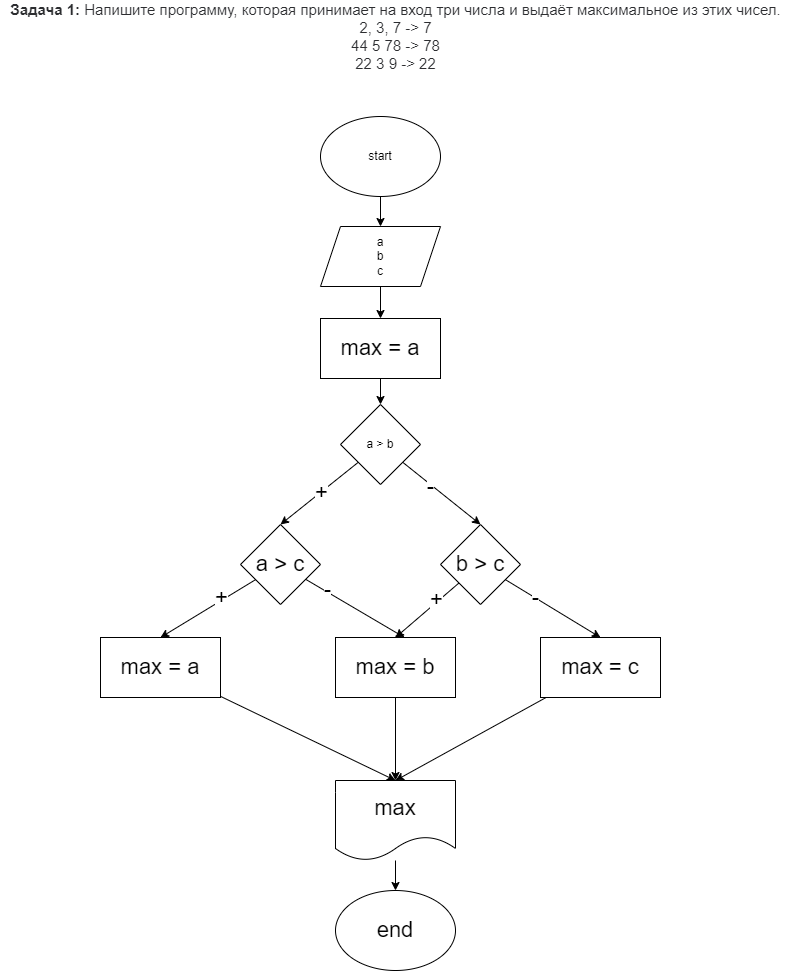 Задача 1: Напишите программу, которая принимает на вход три числа и выдаёт максимальное из этих чисел.
2, 3, 7 -> 7
44 5 78 -> 78
22 3 9 -> 22
start
a
b
c
max = a
a > b
+
-
a > c
b > c
+
-
+
-
max = a
max = b
max = c
max
end